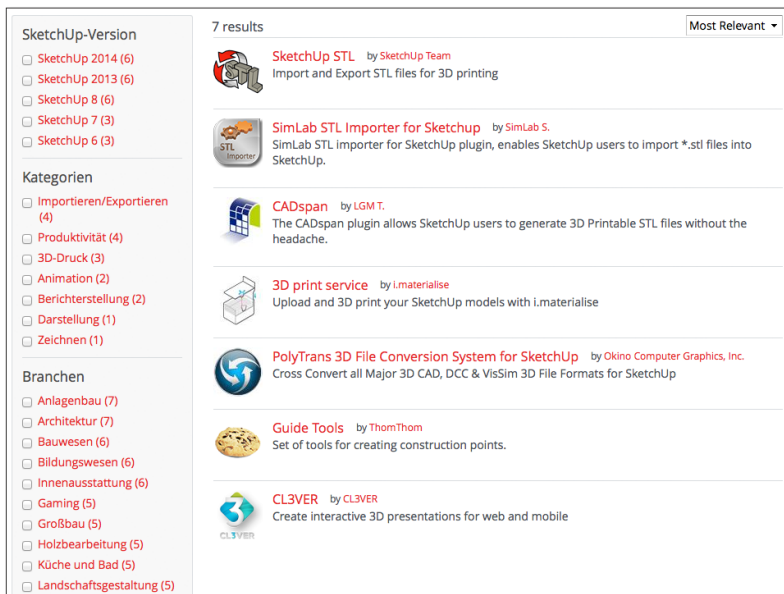 SketchUp-Version
SketchUp 2014 (6)
SketchUp 2013 (6)
SketchUp 8 (6)
SketchUp 7 (3)
SketchUp 6 (3)
Kategorien
Importieren/Exportieren
(4)
Produktivität (4)
3D-Druck (3)
Animation (2)
Berichterstellung (2)
Darstellung (1)
Zeichnen (1)
Branchen
Anlagenbau (7)
Architektur (7)
Bauwesen (6)
Bildungswesen (6)
Innenausstattung (6)
Gaming (5)
Großbau (5)
Holzbearbeitung (5)
Küche und Bad (5)
Landschaftsgestaltung (5)
7 results
Most Relevant
STL
SketchUp STL by SketchUp Team
Import and Export STL files for 3D printing
STL
Importer
SimLab STL Importer for Sketchup by SimLab S.
SimLab STL importer for SketchUp plugin, enables SketchUp users to import *.stl files into
SketchUp.
CADspan by LGM T.
The CADspan plugin allows SketchUp users to generate 3D Printable STL files without the
headache.
3D print service by i.materialise
Upload and 3D print your SketchUp models with i.materialise
PolyTrans 3D File Conversion System for SketchUp by Okino Computer Graphics, Inc.
Cross Convert all Major 3D CAD, DCC & VisSim 3D File Formats for SketchUp
Guide Tools by ThomThom
Set of tools for creating construction points.
CL3VER
CL3VER by CL3VER
Create interactive 3D presentations for web and mobile